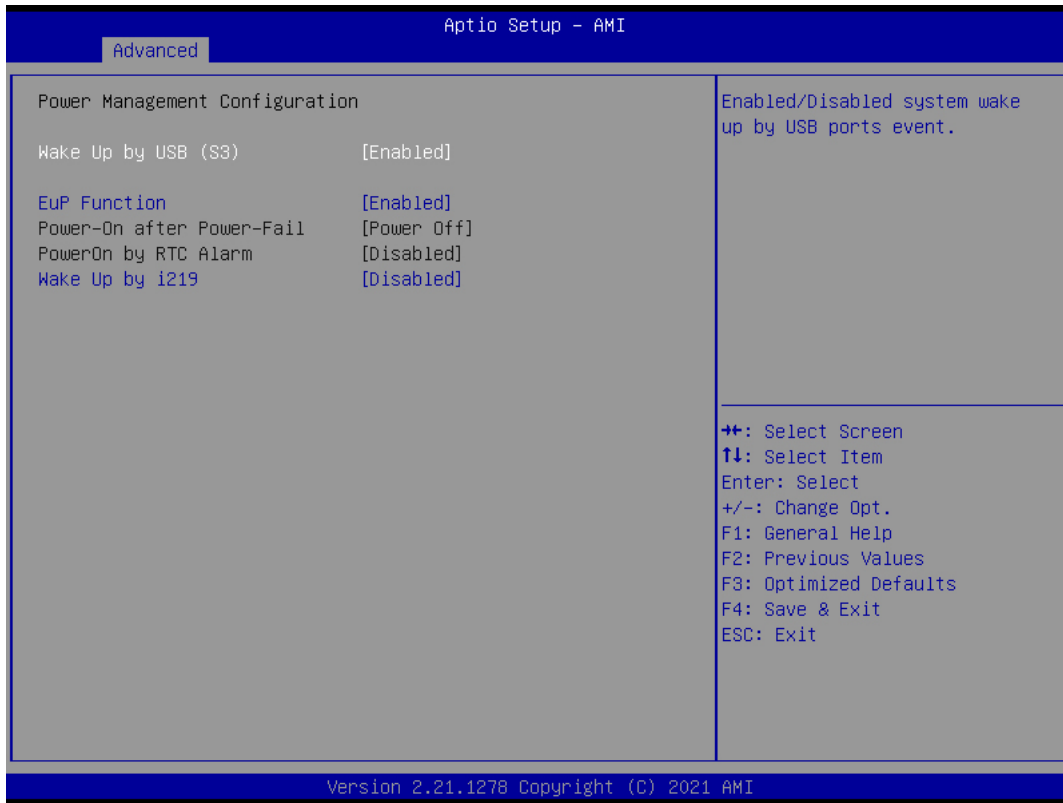 Aptio Setup – AMI
Advanced
Power Management Configuration
Wake Up by USB (S3) [Enabled]
EuP Function [Enabled]
Power-On after Power-Fail [Power Off]
PowerOn by RTC Alarm [Disabled]
Wake Up by i219 [Disabled]
Enabled/Disabled system wake
up by USB ports event.
→←: Select Screen
↑↓: Select Item
Enter: Select
+/-: Change Opt.
F1: General Help
F2: Previous Values
F3: Optimized Defaults
F4: Save & Exit
ESC: Exit
Version 2.21.1278 Copyright (C) 2021 AMI